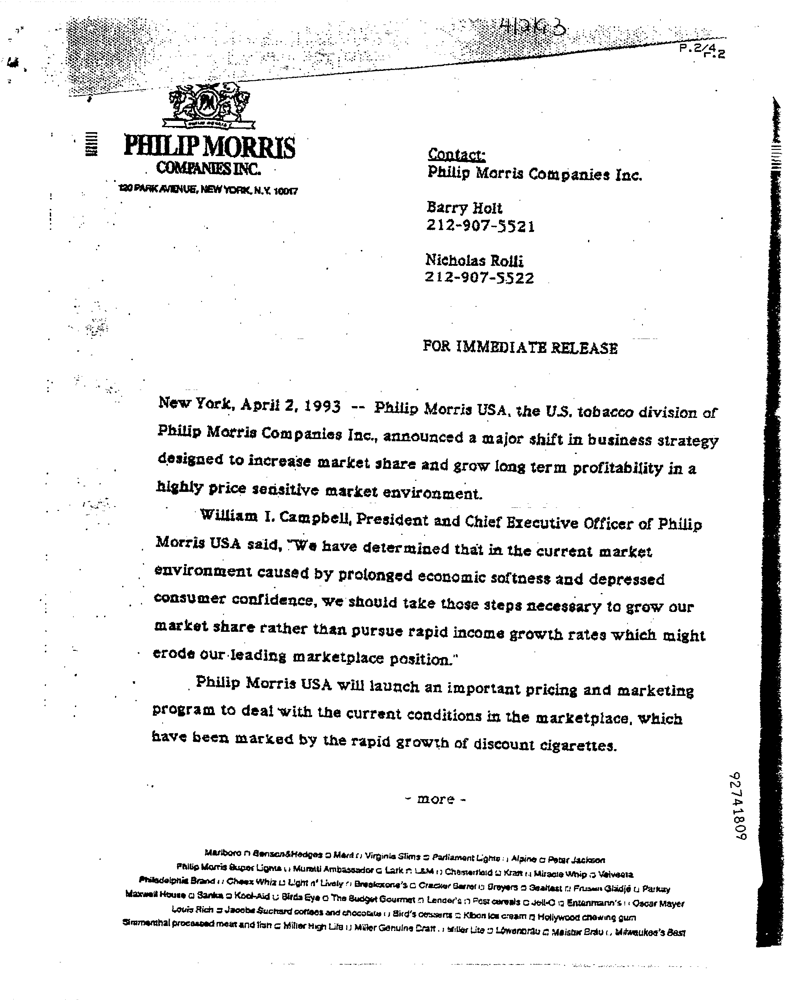 P.2/4
P.2
PM
PHILIP MORRIS
COMPANIES INC.
120 PARK AVENUE, NEW YORK, N.Y. 10017
Contact:
Philip Morris Companies Inc.
Barry Holt
212-907-5521
Nicholas Rolli
212-907-5522
FOR IMMEDIATE RELEASE
New York, April 2, 1993 -- Philip Morris USA, the U.S. tobacco division of
Philip Morris Companies Inc., announced a major shift in business strategy
designed to increase market share and grow long term profitability in a
highly price sensitive market environment.
William I. Campbell, President and Chief Executive Officer of Philip
Morris USA said, "We have determined that in the current market
environment caused by prolonged economic softness and depressed
consumer confidence, we should take those steps necessary to grow our
market share rather than pursue rapid income growth rates which might
erode our leading marketplace position."
Philip Morris USA will launch an important pricing and marketing
program to deal with the current conditions in the marketplace, which
have been marked by the rapid growth of discount cigarettes.
- more -
92741809
Marlboro □ Benson&Hedges □ Merit □ Virginia Slims □ Parliament Lights □ Alpine □ Peter Jackson
Philip Morris Super Lights □ Muratti Ambassador □ Lark □ L&M □ Chesterfield □ Kraft □ Miracle Whip □ Velveeta
Philadelphia Brand □ Cheez Whiz □ Light n' Lively □ Breakstone's □ Cracker Barrel □ Breyers □ Sealtest □ Frusen Glädjé □ Parkay
Maxwell House □ Sanka □ Kool-Aid □ Birds Eye □ The Budget Gourmet □ Lender's □ Post cereals □ Jell-O □ Entenmann's □ Oscar Mayer
Louis Rich □ Jacobs Suchard coffees and chocolate □ Bird's desserts □ Kibon ice cream □ Hollywood chewing gum
Simmenthal processed meat and fish □ Miller High Life □ Miller Genuine Draft □ Miller Lite □ Löwenbräu □ Meister Bräu □ Milwaukee's Best